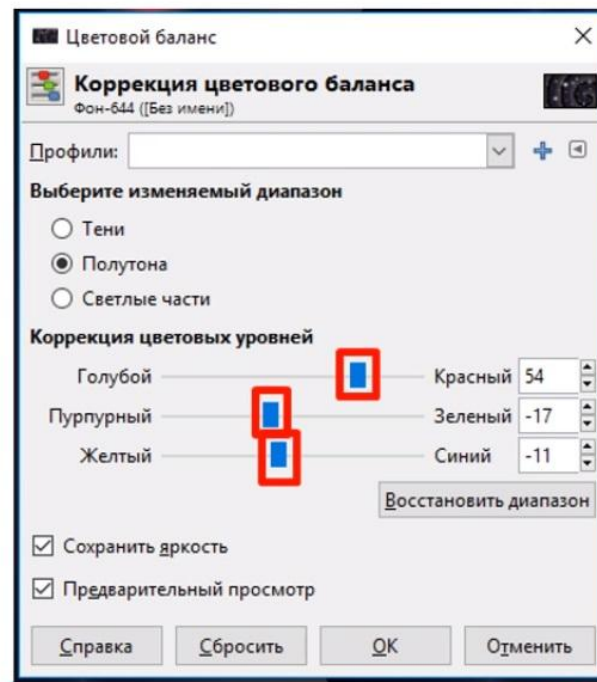 Цветовой баланс
Коррекция цветового баланса
Фон-644 ([Без имени])
Профили:
Выберите изменяемый диапазон
Тени
Полутона
Светлые части
Коррекция цветовых уровней
Голубой Красный 54
Пурпурный Зеленый -17
Желтый Синий -11
Восстановить диапазон
Сохранить яркость
Предварительный просмотр
Справка Сбросить OK Отменить